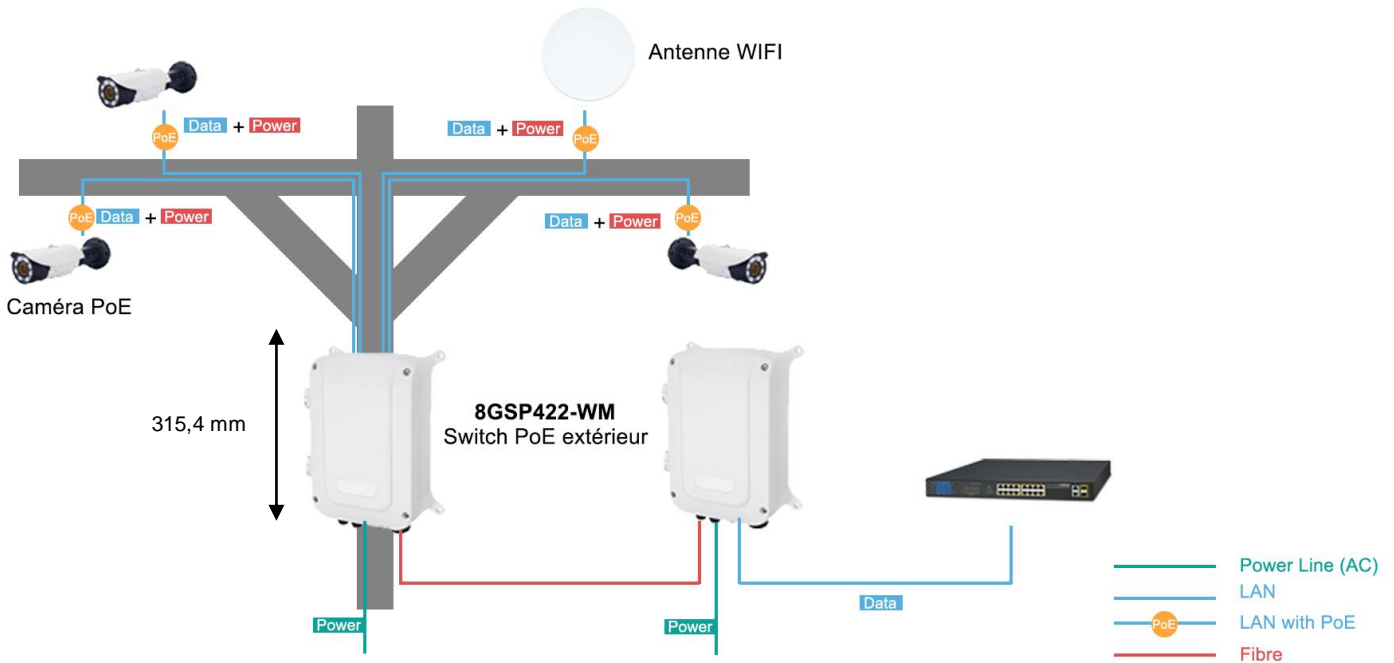 Antenne WIFI
PoE Data + Power
Data + Power PoE
PoE Data + Power
Data + Power PoE
Caméra PoE
315,4 mm
8GSP422-WM
Switch PoE extérieur
Power Line (AC)
LAN
Data
Power
Power
PoE LAN with PoE
Fibre